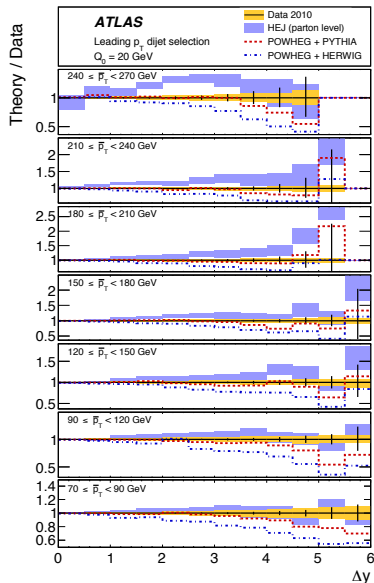 ATLAS
Leading p_T dijet selection
Q_0 = 20 GeV
Data 2010
HEJ (parton level)
POWHEG + PYTHIA
POWHEG + HERWIG
Theory / Data
240 ≤ p̅_T < 270 GeV
1
0.5
210 ≤ p̅_T < 240 GeV
2
1.5
1
180 ≤ p̅_T < 210 GeV
2.5
2
1.5
1
150 ≤ p̅_T < 180 GeV
2
1.5
1
0.5
120 ≤ p̅_T < 150 GeV
1.5
1
0.5
90 ≤ p̅_T < 120 GeV
1
0.5
70 ≤ p̅_T < 90 GeV
1.4
1.2
1
0.8
0.6
0 1 2 3 4 5 6
Δy